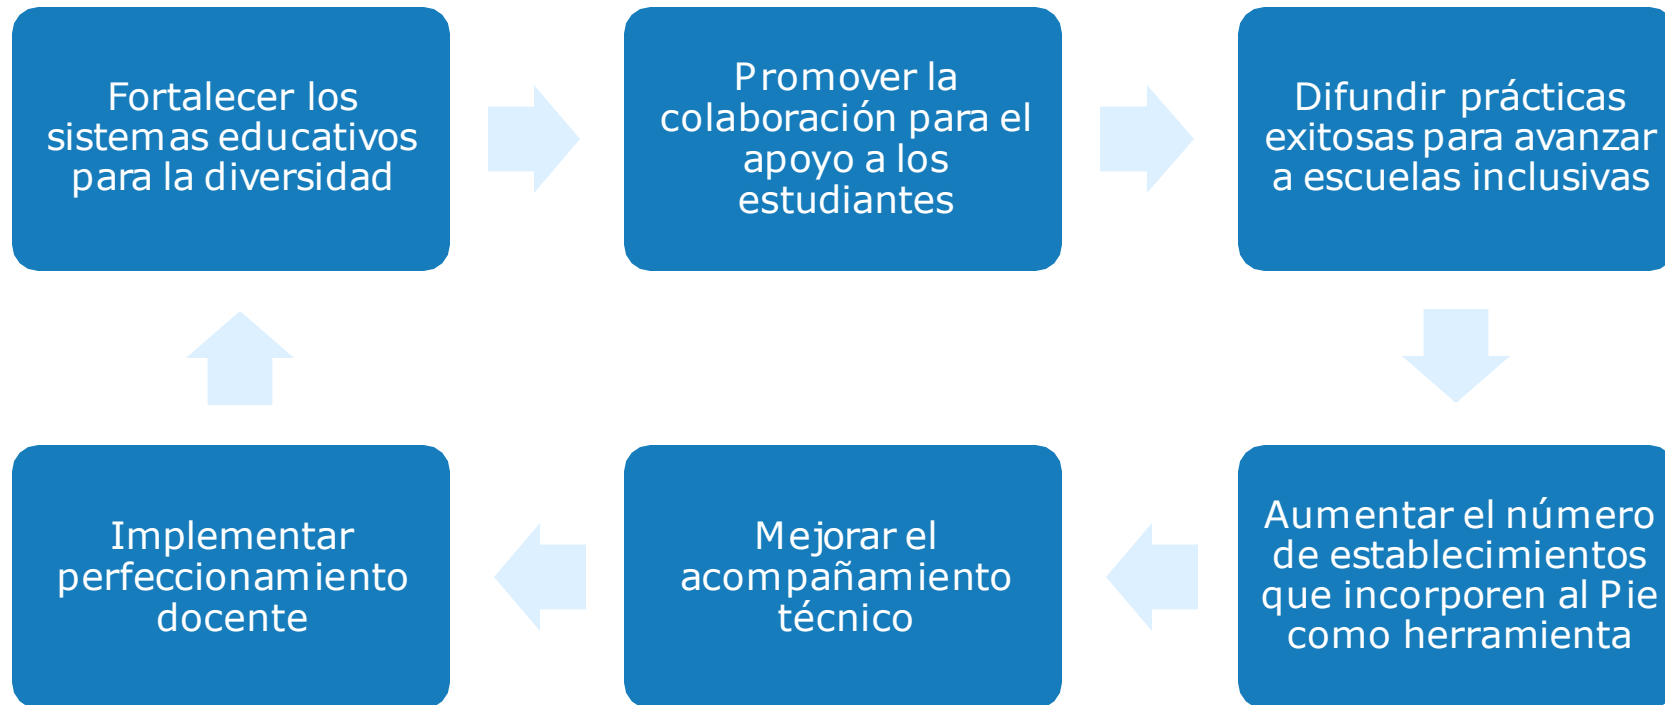 Fortalecer los
sistemas educativos
para la diversidad
Promover la
colaboración para el
apoyo a los
estudiantes
Difundir prácticas
exitosas para avanzar
a escuelas inclusivas
Aumentar el número
de establecimientos
que incorporen al Pie
como herramienta
Mejorar el
acompañamiento
técnico
Implementar
perfeccionamiento
docente